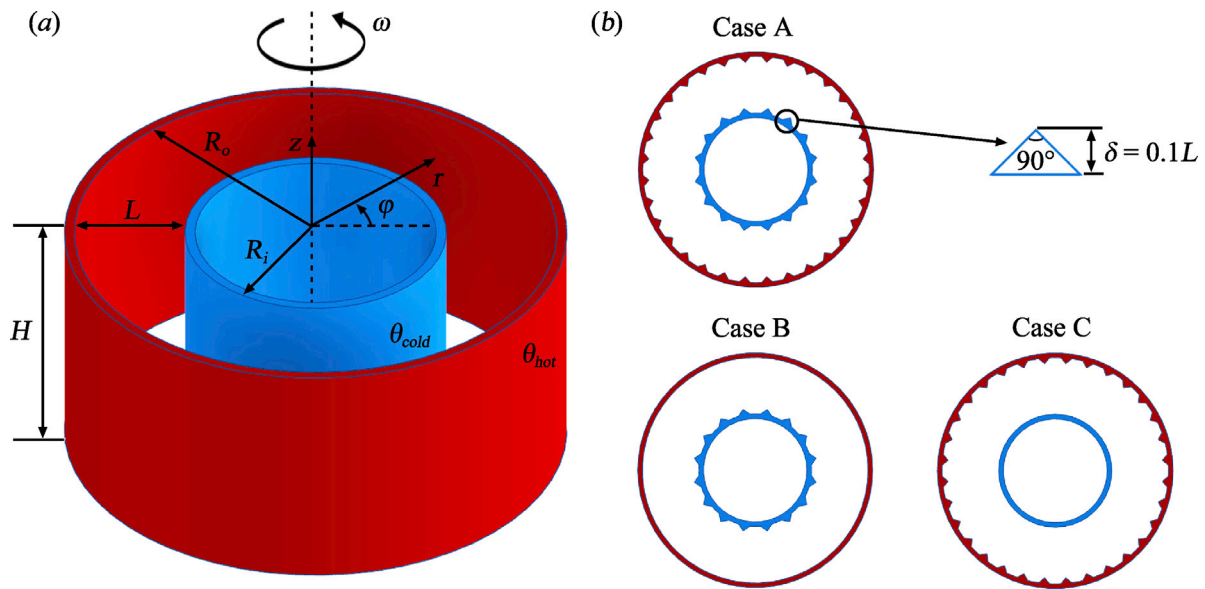 (a)
ω
z
R_o
r
L
φ
R_i
H
θ_cold
θ_hot
(b)
Case A
90°
δ = 0.1L
Case B
Case C